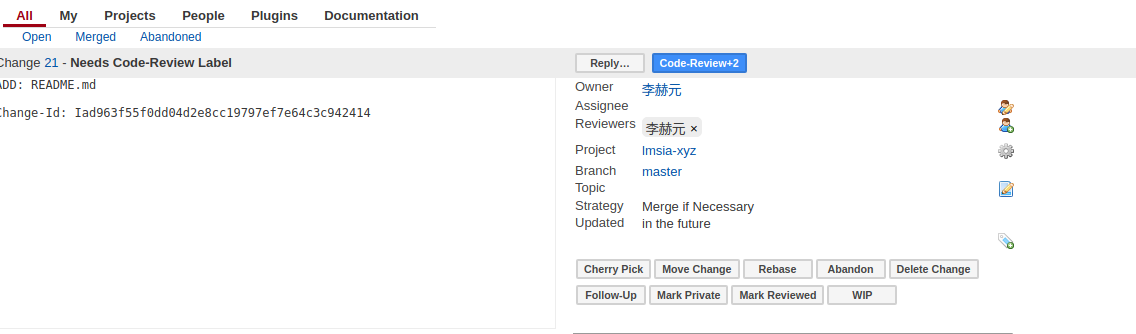 All My Projects People Plugins Documentation
Open Merged Abandoned
Change 21 - Needs Code-Review Label
Reply… Code-Review+2
ADD: README.md
Change-Id: Iad963f55f0dd04d2e8cc19797ef7e64c3c942414
Owner 李赫元
Assignee
Reviewers 李赫元 ×
Project lmsia-xyz
Branch master
Topic
Strategy Merge if Necessary
Updated in the future
Cherry Pick Move Change Rebase Abandon Delete Change
Follow-Up Mark Private Mark Reviewed WIP